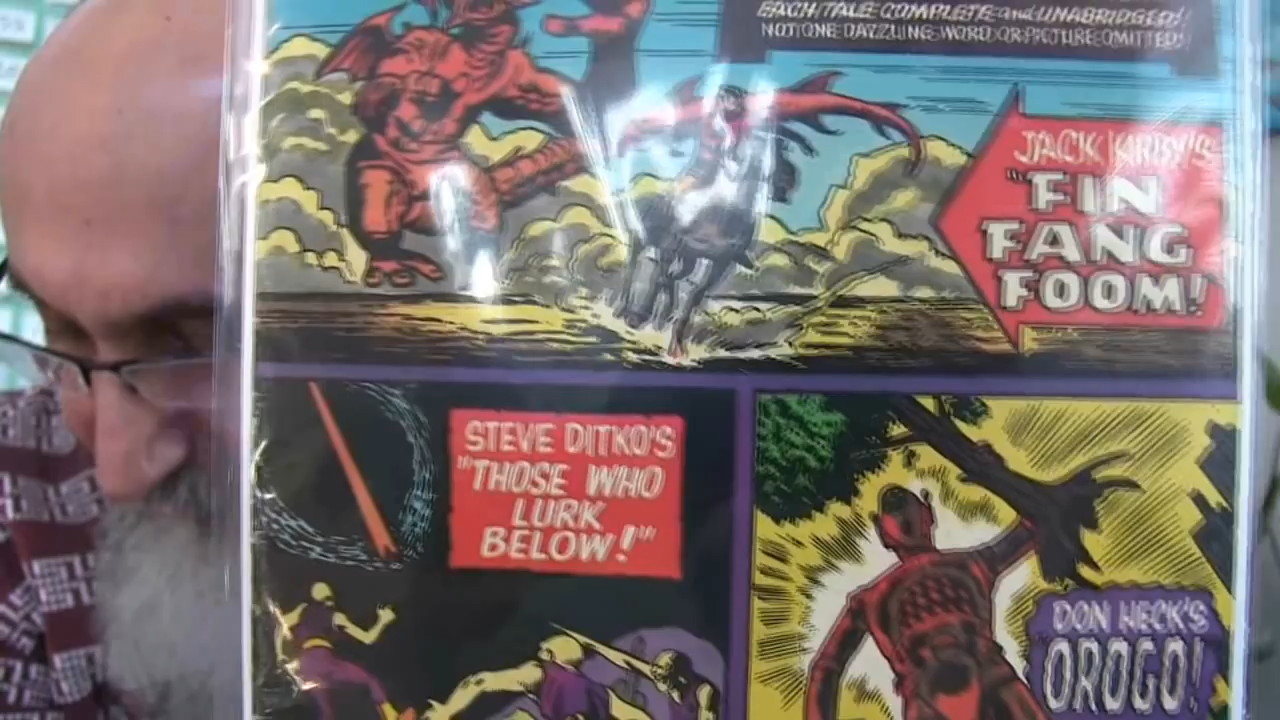 EACH TALE COMPLETE and UNABRIDGED!
NOT ONE DAZZLING WORD OR PICTURE OMITTED!
JACK KIRBY'S
"FIN
FANG
FOOM!
STEVE DITKO'S
"THOSE WHO
LURK
BELOW!"
DON HECK'S
"OROGO!